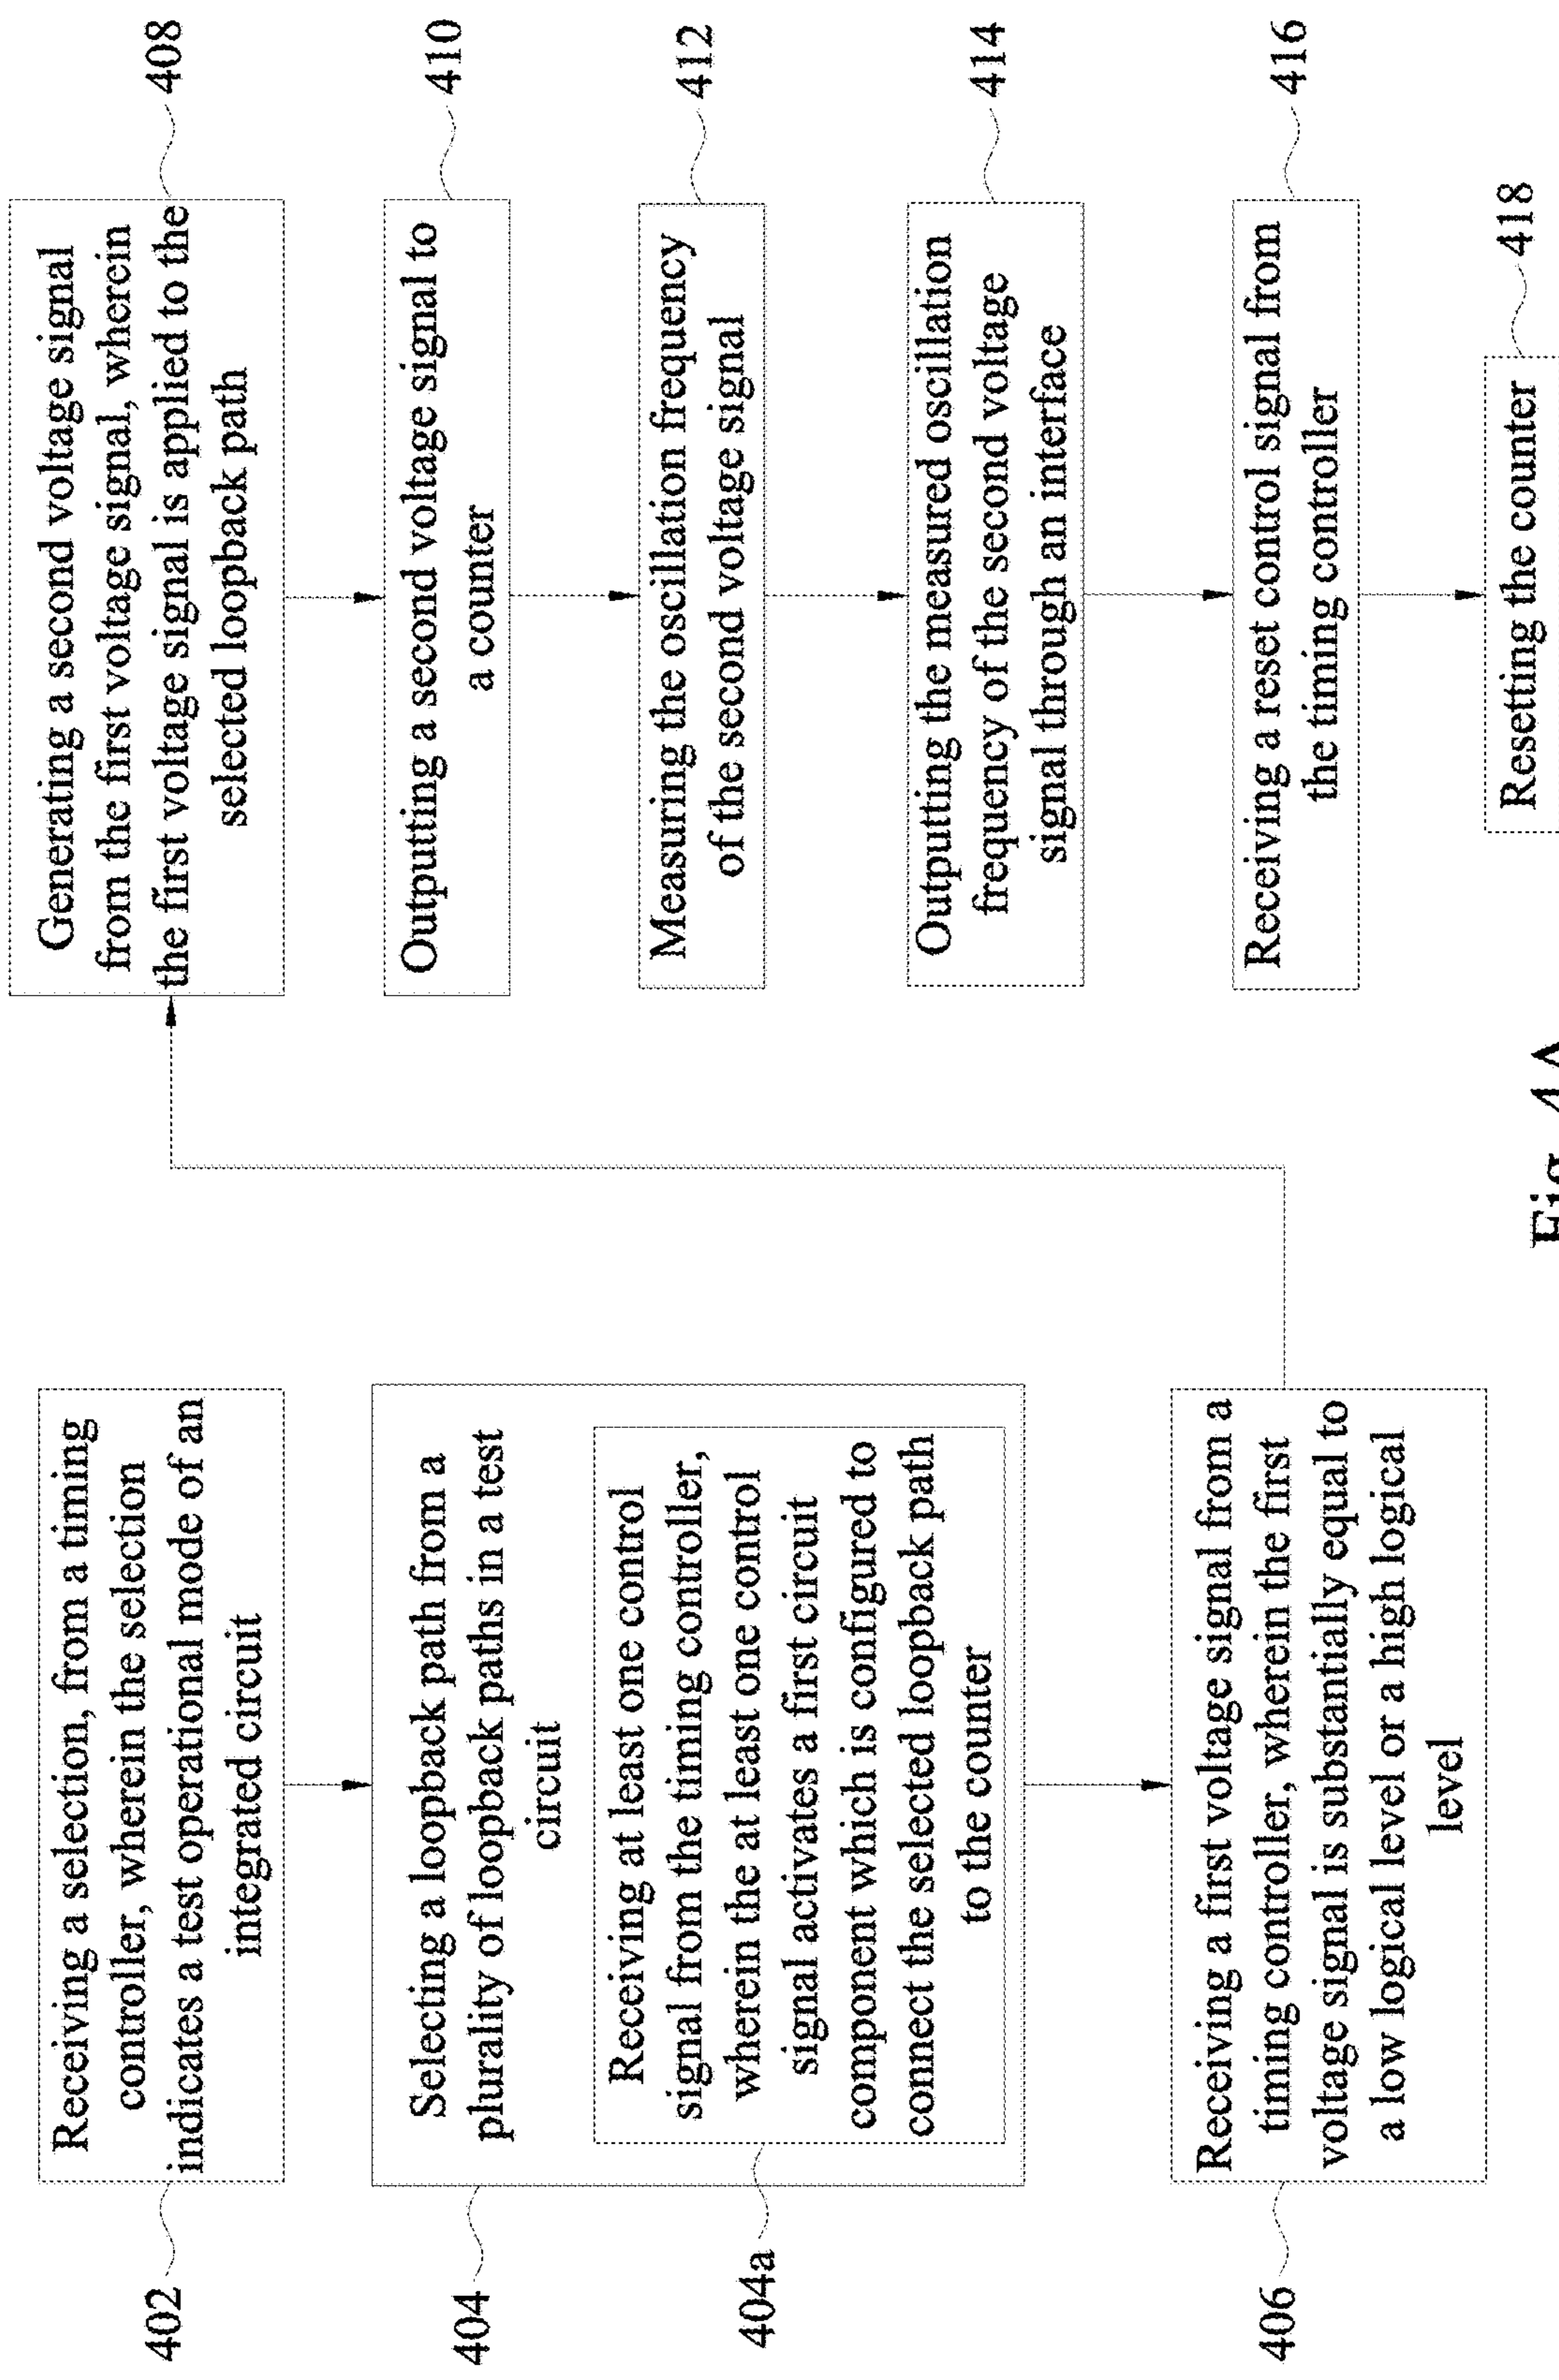 402
Receiving a selection, from a timing
controller, wherein the selection
indicates a test operational mode of an
integrated circuit
404
Selecting a loopback path from a
plurality of loopback paths in a test
circuit
404a
Receiving at least one control
signal from the timing controller,
wherein the at least one control
signal activates a first circuit
component which is configured to
connect the selected loopback path
to the counter
406
Receiving a first voltage signal from a
timing controller, wherein the first
voltage signal is substantially equal to
a low logical level or a high logical
level
Generating a second voltage signal
from the first voltage signal, wherein
the first voltage signal is applied to the
selected loopback path
408
Outputting a second voltage signal to
a counter
410
Measuring the oscillation frequency
of the second voltage signal
412
Outputting the measured oscillation
frequency of the second voltage
signal through an interface
414
Receiving a reset control signal from
the timing controller
416
Resetting the counter
418
Fig. 4A